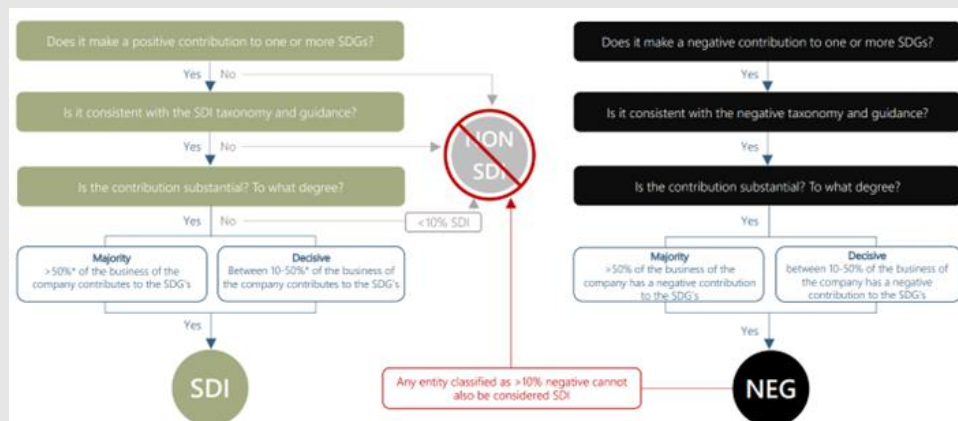 Does it make a positive contribution to one or more SDGs?
Yes No
Is it consistent with the SDI taxonomy and guidance?
Yes No
Is the contribution substantial? To what degree?
Yes No
<10% SDI
Majority
>50%* of the business of the
company contributes to the SDG's
Decisive
Between 10-50%* of the business of
the company contributes to the SDG's
Yes
SDI
NON
SDI
Does it make a negative contribution to one or more SDGs?
Yes
Is it consistent with the negative taxonomy and guidance?
Yes
Is the contribution substantial? To what degree?
Yes
Majority
>50% of the business of the
company has a negative contribution
to the SDG's
Decisive
between 10-50% of the business of
the company has a negative
contribution to the SDG's
Yes
NEG
Any entity classified as >10% negative cannot
also be considered SDI